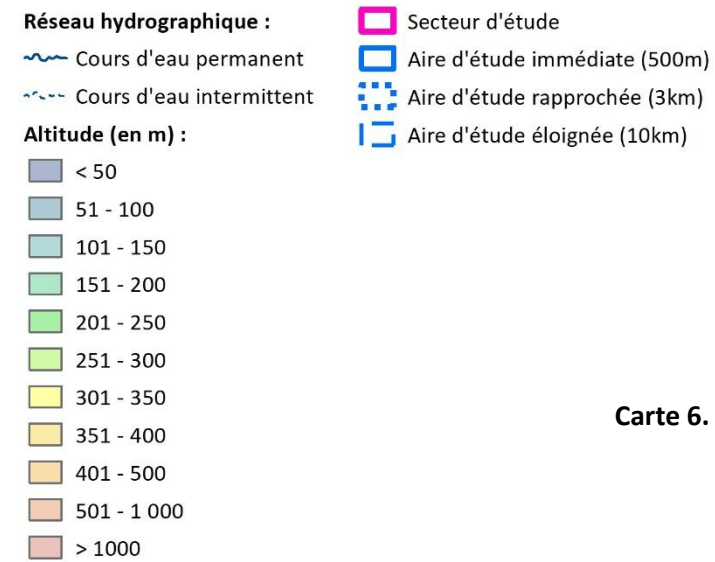 Réseau hydrographique :
Cours d'eau permanent
Cours d'eau intermittent
Altitude (en m) :
< 50
51 - 100
101 - 150
151 - 200
201 - 250
251 - 300
301 - 350
351 - 400
401 - 500
501 - 1 000
> 1000
Secteur d'étude
Aire d'étude immédiate (500m)
Aire d'étude rapprochée (3km)
Aire d'étude éloignée (10km)
Carte 6.